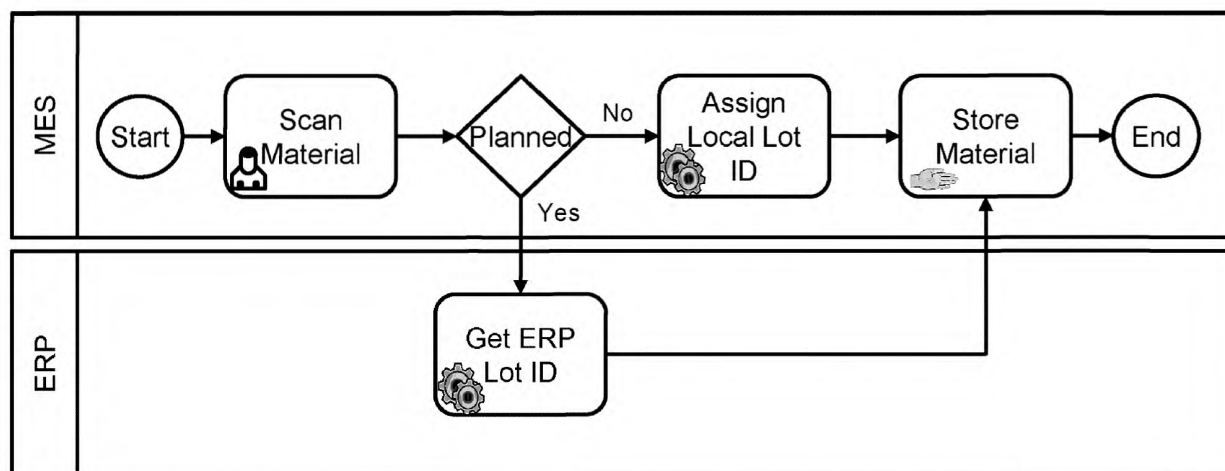 MES
Start
Scan
Material
Planned
No
Yes
Assign
Local Lot
ID
Store
Material
End
ERP
Get ERP
Lot ID